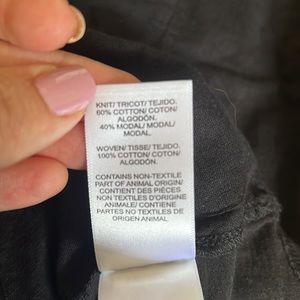 KNIT/ TRICOT/ TEJIDO.
60% COTTON/ COTON/
ALGODÓN.
40% MODAL/ MODAL/
MODAL.
WOVEN/ TISSE/ TEJIDO.
100% COTTON/ COTON/
ALGODÓN.
CONTAINS NON-TEXTILE
PART OF ANIMAL ORIGIN/
CONTIENT DES PIÈCES
NON TEXTILES D'ORIGINE
ANIMALE/ CONTIENE
PARTES NO TEXTILES DE
ORIGEN ANIMAL